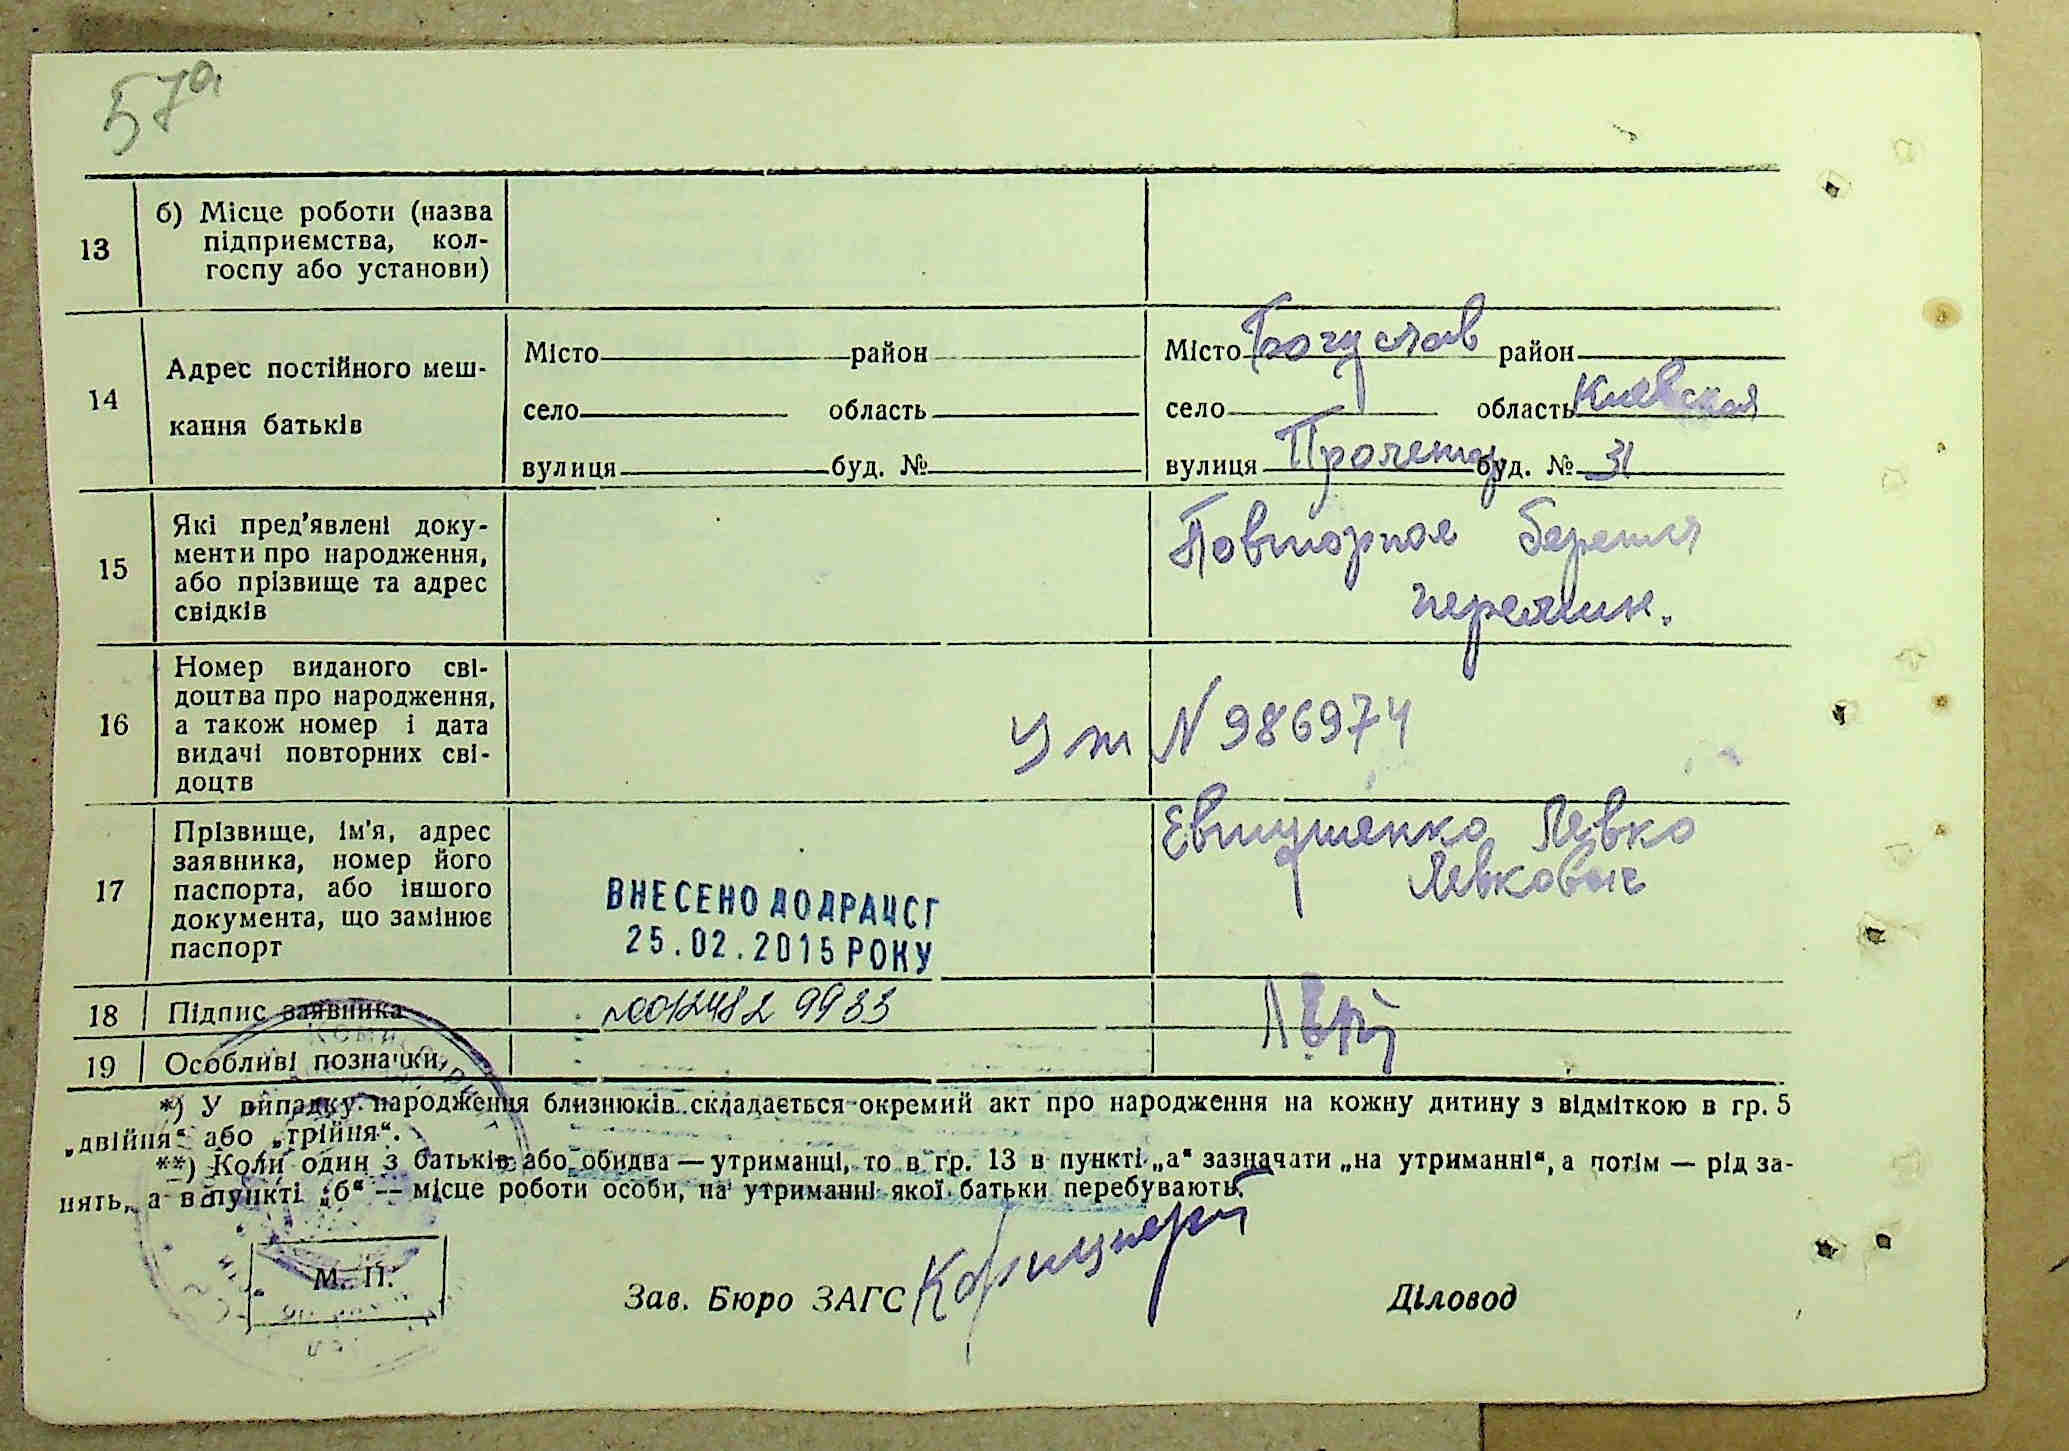 57а
13
б) Місце роботи (назва
підприємства, кол-
госпу або установи)
14
Адрес постійного меш-
кання батьків
Місто район
село область
вулиця буд. №
Місто Богуслав район
село область Киевская
вулиця буд. № 31
15
Які пред'явлені доку-
менти про народження,
або прізвище та адрес
свідків
Повторное
16
Номер виданого сві-
доцтва про народження,
а також номер і дата
видачі повторних сві-
доцтв
N 986974
17
Прізвище, ім'я, адрес
заявника, номер його
паспорта, або іншого
документа, що замінює
паспорт
Евтушенко Левко
Левкович
ВНЕСЕНО ДО ДРАЦСГ
25.02.2015 РОКУ
18
Підпис заявника
00124829933
19
Особливі позначки
*) У випадку народження близнюків складається окремий акт про народження на кожну дитину з відміткою в гр. 5
„двійня“ або „трійня“.
**) Коли один з батьків або обидва — утриманці, то в гр. 13 в пункті „а“ зазначати „на утриманні“, а потім — рід за-
нять, а в пункті „б“ — місце роботи особи, на утриманні якої батьки перебувають.
М. П.
Зав. Бюро ЗАГС
Діловод